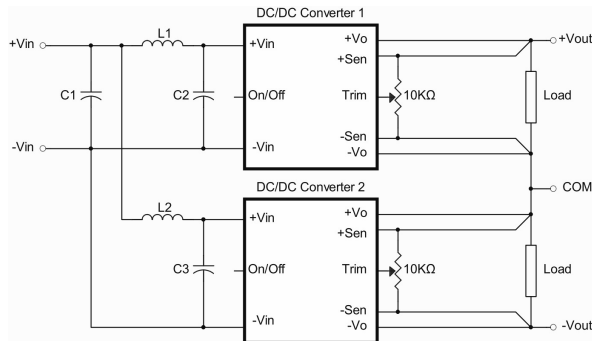 DC/DC Converter 1
+Vin
L1
+Vin
+Vo
+Vout
+Sen
C1
C2
On/Off
Trim
10KΩ
Load
-Sen
-Vin
-Vin
-Vo
COM
DC/DC Converter 2
L2
+Vin
+Vo
+Sen
C3
On/Off
Trim
10KΩ
Load
-Sen
-Vin
-Vo
-Vout